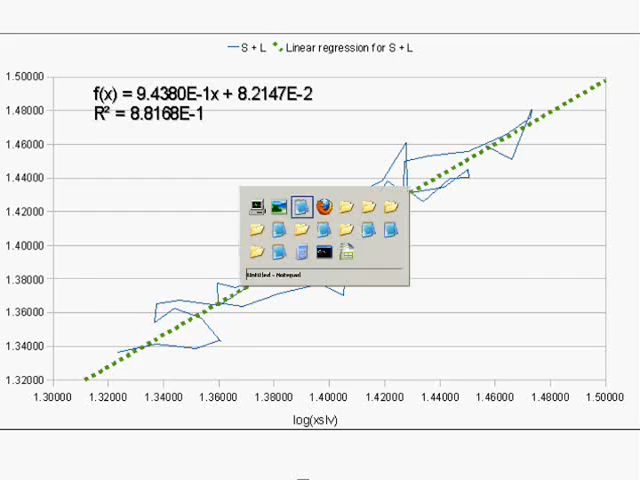 S + L Linear regression for S + L
1.50000
f(x) = 9.4380E-1x + 8.2147E-2
R² = 8.8168E-1
1.48000
1.46000
1.44000
1.42000
1.40000
1.38000
1.36000
1.34000
1.32000
Untitled - Notepad
1.30000 1.32000 1.34000 1.36000 1.38000 1.40000 1.42000 1.44000 1.46000 1.48000 1.50000
log(xslv)